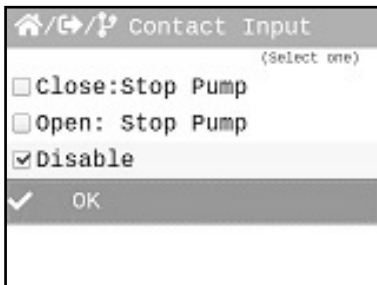 / / Contact Input
(Select one)
Close:Stop Pump
Open: Stop Pump
Disable
OK